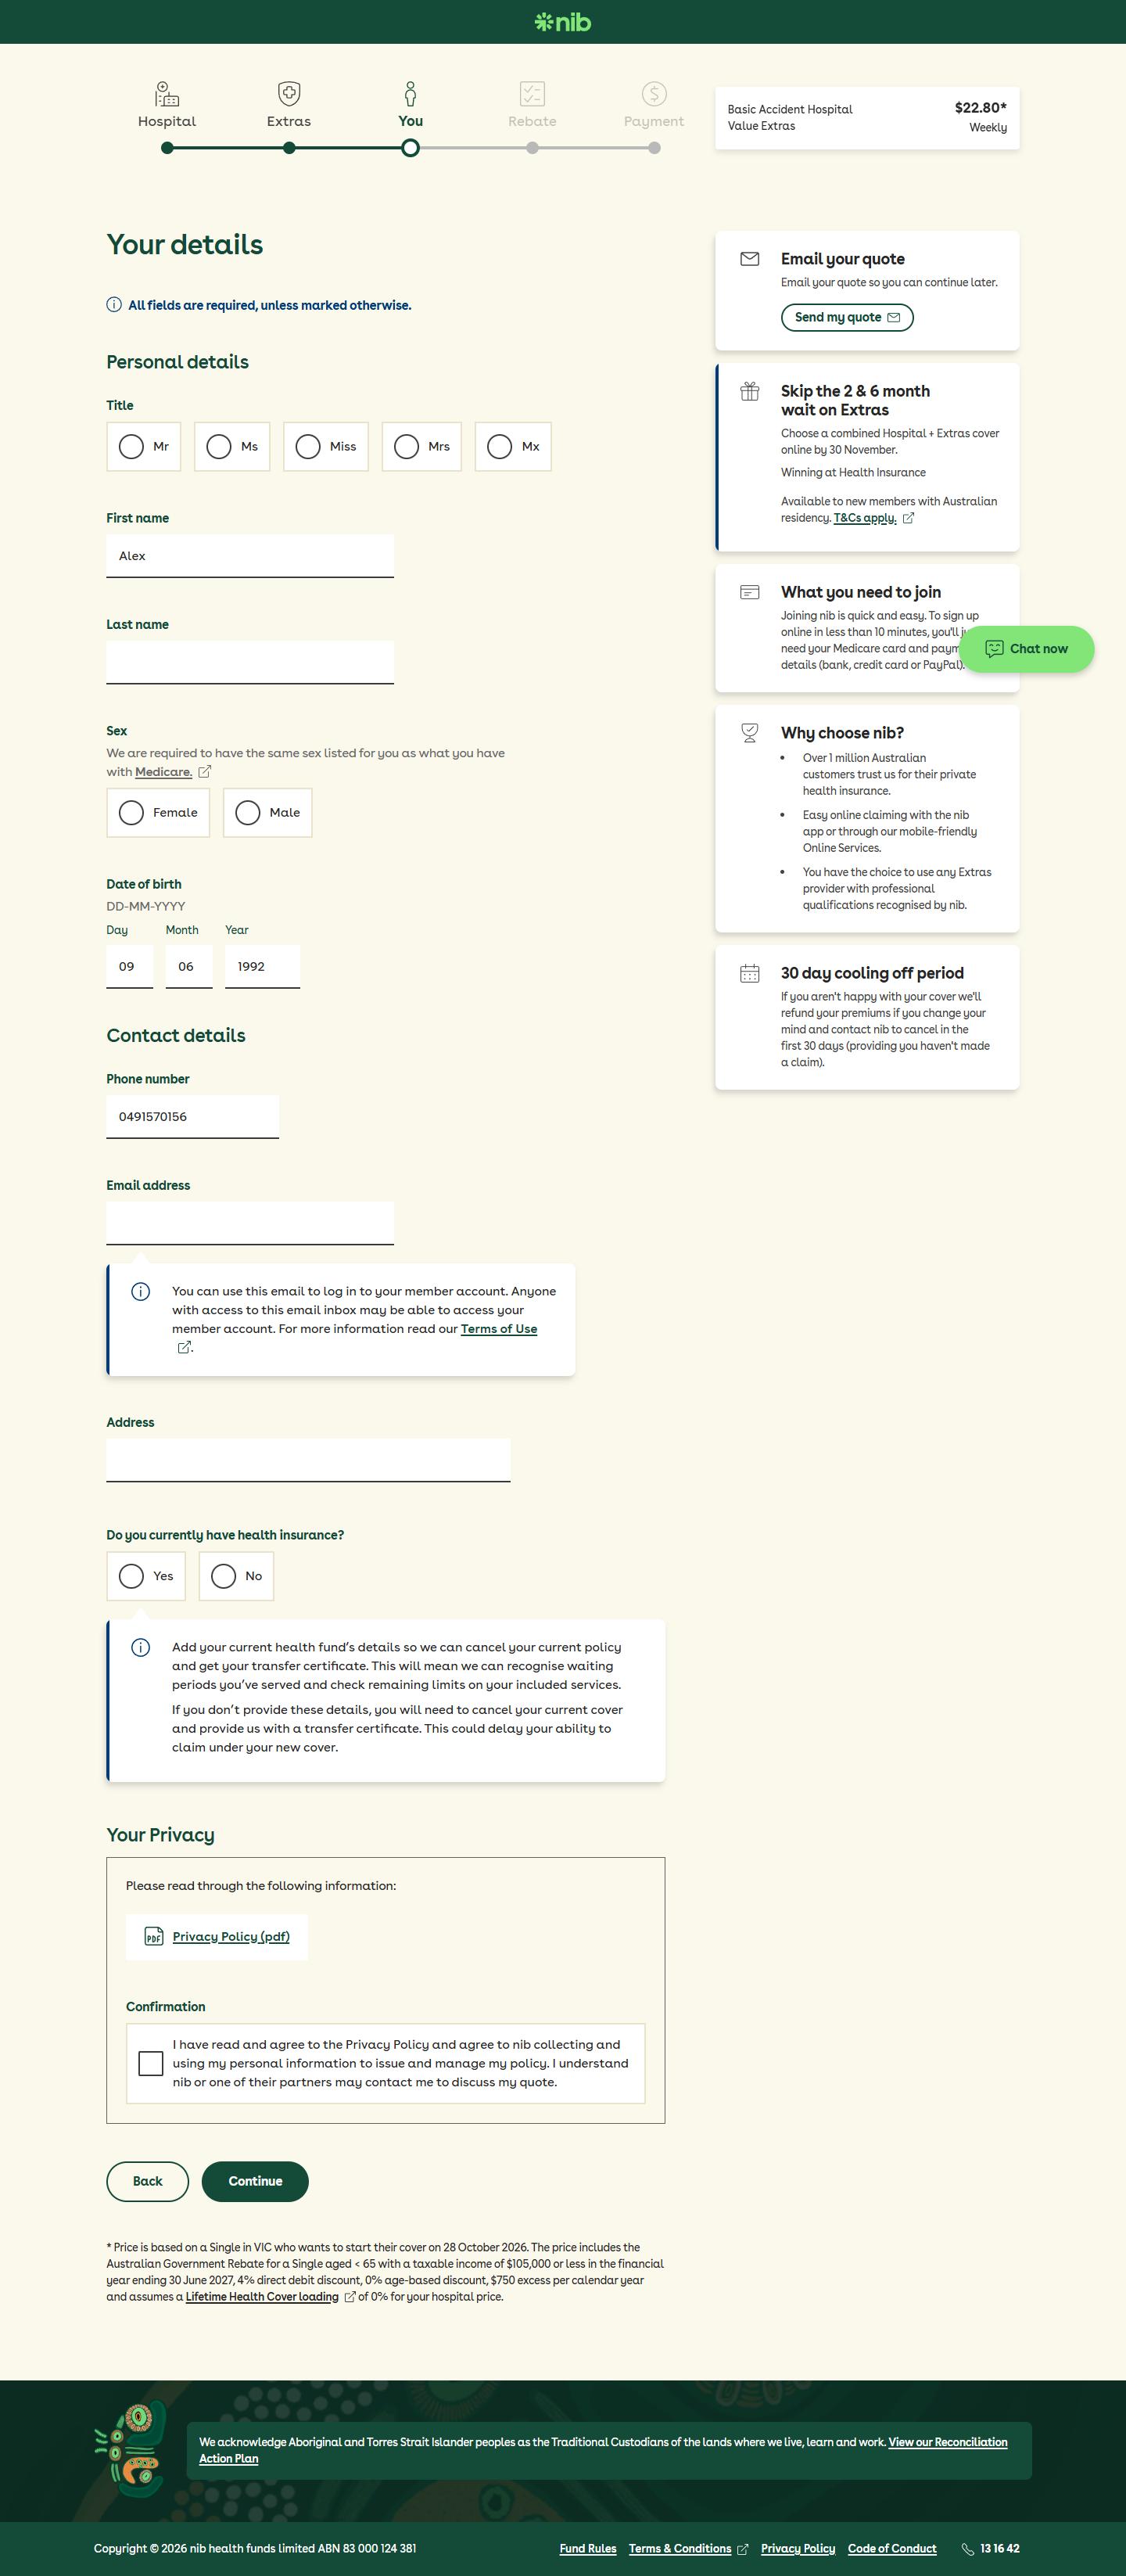 nib
Hospital
Extras
You
Rebate
Payment
Basic Accident Hospital
Value Extras
$22.80*
Weekly
Your details
All fields are required, unless marked otherwise.
Personal details
Title
Mr
Ms
Miss
Mrs
Mx
First name
Alex
Last name
Sex
We are required to have the same sex listed for you as what you have
with Medicare.
Female
Male
Date of birth
DD-MM-YYYY
Day
Month
Year
09
06
1992
Contact details
Phone number
0491570156
Email address
You can use this email to log in to your member account. Anyone
with access to this email inbox may be able to access your
member account. For more information read our Terms of Use
.
Address
Do you currently have health insurance?
Yes
No
Add your current health fund's details so we can cancel your current policy
and get your transfer certificate. This will mean we can recognise waiting
periods you've served and check remaining limits on your included services.
If you don't provide these details, you will need to cancel your current cover
and provide us with a transfer certificate. This could delay your ability to
claim under your new cover.
Your Privacy
Please read through the following information:
PDF
Privacy Policy (pdf)
Confirmation
I have read and agree to the Privacy Policy and agree to nib collecting and
using my personal information to issue and manage my policy. I understand
nib or one of their partners may contact me to discuss my quote.
Back
Continue
* Price is based on a Single in VIC who wants to start their cover on 28 October 2026. The price includes the
Australian Government Rebate for a Single aged < 65 with a taxable income of $105,000 or less in the financial
year ending 30 June 2027, 4% direct debit discount, 0% age-based discount, $750 excess per calendar year
and assumes a Lifetime Health Cover loading of 0% for your hospital price.
Email your quote
Email your quote so you can continue later.
Send my quote
Skip the 2 & 6 month
wait on Extras
Choose a combined Hospital + Extras cover
online by 30 November.
Winning at Health Insurance
Available to new members with Australian
residency. T&Cs apply.
What you need to join
Joining nib is quick and easy. To sign up
online in less than 10 minutes, you'll
need your Medicare card and
details (bank, credit card or PayPal).
Chat now
Why choose nib?
• Over 1 million Australian
customers trust us for their private
health insurance.
• Easy online claiming with the nib
app or through our mobile-friendly
Online Services.
• You have the choice to use any Extras
provider with professional
qualifications recognised by nib.
30 day cooling off period
If you aren't happy with your cover we'll
refund your premiums if you change your
mind and contact nib to cancel in the
first 30 days (providing you haven't made
a claim).
We acknowledge Aboriginal and Torres Strait Islander peoples as the Traditional Custodians of the lands where we live, learn and work. View our Reconciliation
Action Plan
Copyright © 2026 nib health funds limited ABN 83 000 124 381
Fund Rules
Terms & Conditions
Privacy Policy
Code of Conduct
13 16 42